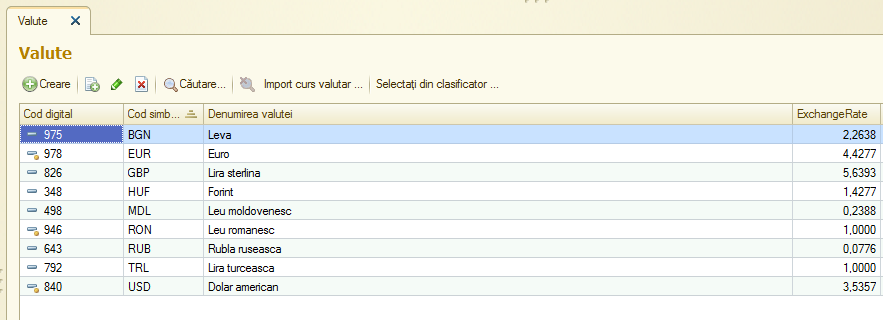 Valute
Valute
Creare Căutare... Import curs valutar ... Selectați din clasificator ...
Cod digital Cod simb... Denumirea valutei ExchangeRate
975 BGN Leva 2,2638
978 EUR Euro 4,4277
826 GBP Lira sterlina 5,6393
348 HUF Forint 1,4277
498 MDL Leu moldovenesc 0,2388
946 RON Leu romanesc 1,0000
643 RUB Rubla ruseasca 0,0776
792 TRL Lira turceasca 1,0000
840 USD Dolar american 3,5357